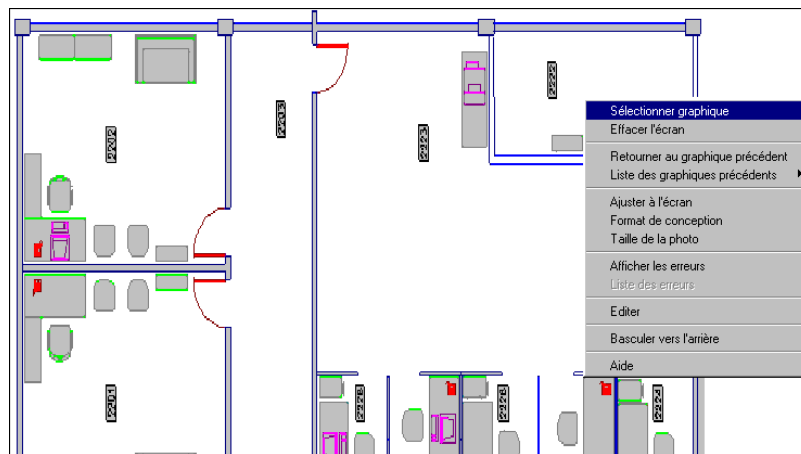 2222
Sélectionner graphique
2202
2203
2223
Effacer l'écran
Retourner au graphique précédent
Liste des graphiques précédents
Ajuster à l'écran
Format de conception
Taille de la photo
Afficher les erreurs
Liste des erreurs
Editer
Basculer vers l'arrière
Aide
2201